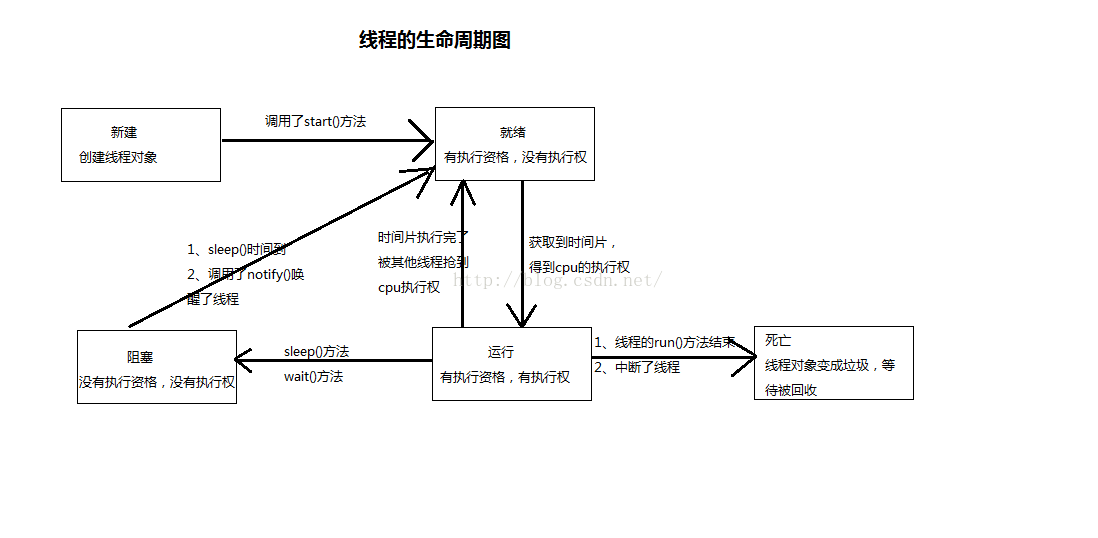 线程的生命周期图
新建
创建线程对象
调用了start()方法
就绪
有执行资格，没有执行权
1、sleep()时间到
2、调用了notify()唤
醒了线程
时间片执行完了
被其他线程抢到
cpu执行权
获取到时间片，
得到cpu的执行权
http://blog.csdn.net/
阻塞
没有执行资格，没有执行权
sleep()方法
wait()方法
运行
有执行资格，有执行权
1、线程的run()方法结束
2、中断了线程
死亡
线程对象变成垃圾，等
待被回收